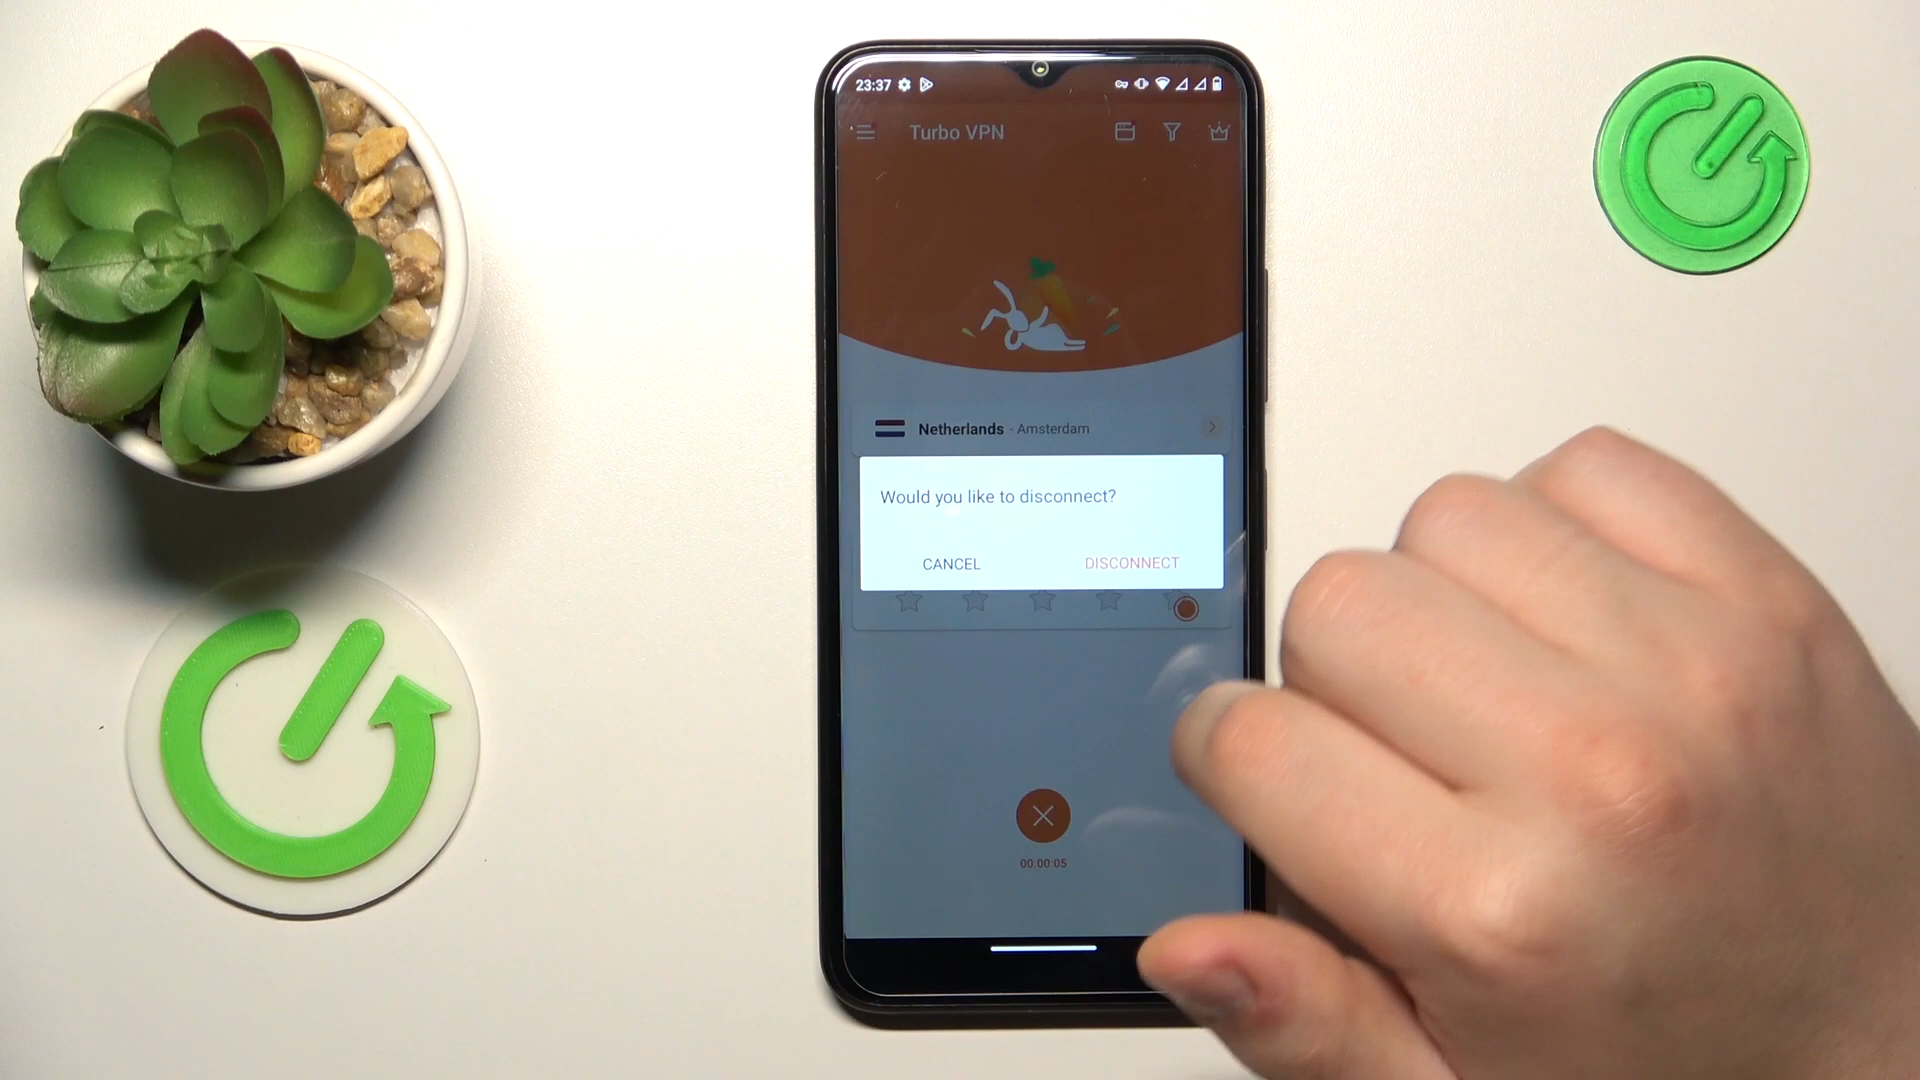 23:37
Turbo VPN
Netherlands - Amsterdam
Would you like to disconnect?
CANCEL DISCONNECT
00:00:05